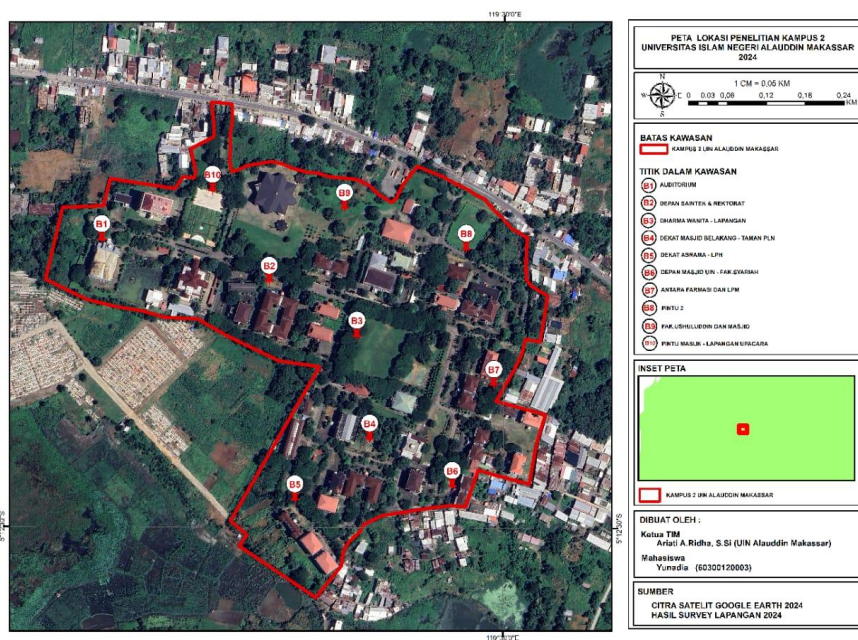 119°30'0"E
B10
B9
B1
B8
B2
B3
B7
B4
B6
B5
5°12'30"S
5°12'30"S
119°30'0"E
PETA LOKASI PENELITIAN KAMPUS 2
UNIVERSITAS ISLAM NEGERI ALAUDDIN MAKASSAR
2024
N
W E
S
1 CM = 0,05 KM
0 0,03 0,06 0,12 0,18 0,24
KM
BATAS KAWASAN
KAMPUS 2 UIN ALAUDDIN MAKASSAR
TITIK DALAM KAWASAN
B1 AUDITORIUM
B2 DEPAN SAINTEK & REKTORAT
B3 DHARMA WANITA - LAPANGAN
B4 DEKAT MASJID BELAKANG - TAMAN PLN
B5 DEKAT ASRAMA - LPH
B6 DEPAN MASJID UIN - FAK.SYARIAH
B7 ANTARA FARMASI DAN LPM
B8 PINTU 2
B9 FAK.USHULUDDIN DAN MASJID
B10 PINTU MASUK - LAPANGAN UPACARA
INSET PETA
KAMPUS 2 UIN ALAUDDIN MAKASSAR
DIBUAT OLEH :
Ketua TIM
Ariati A.Ridha, S.Si (UIN Alauddin Makassar)
Mahasiswa
Yunadia (60300120003)
SUMBER
CITRA SATELIT GOOGLE EARTH 2024
HASIL SURVEY LAPANGAN 2024